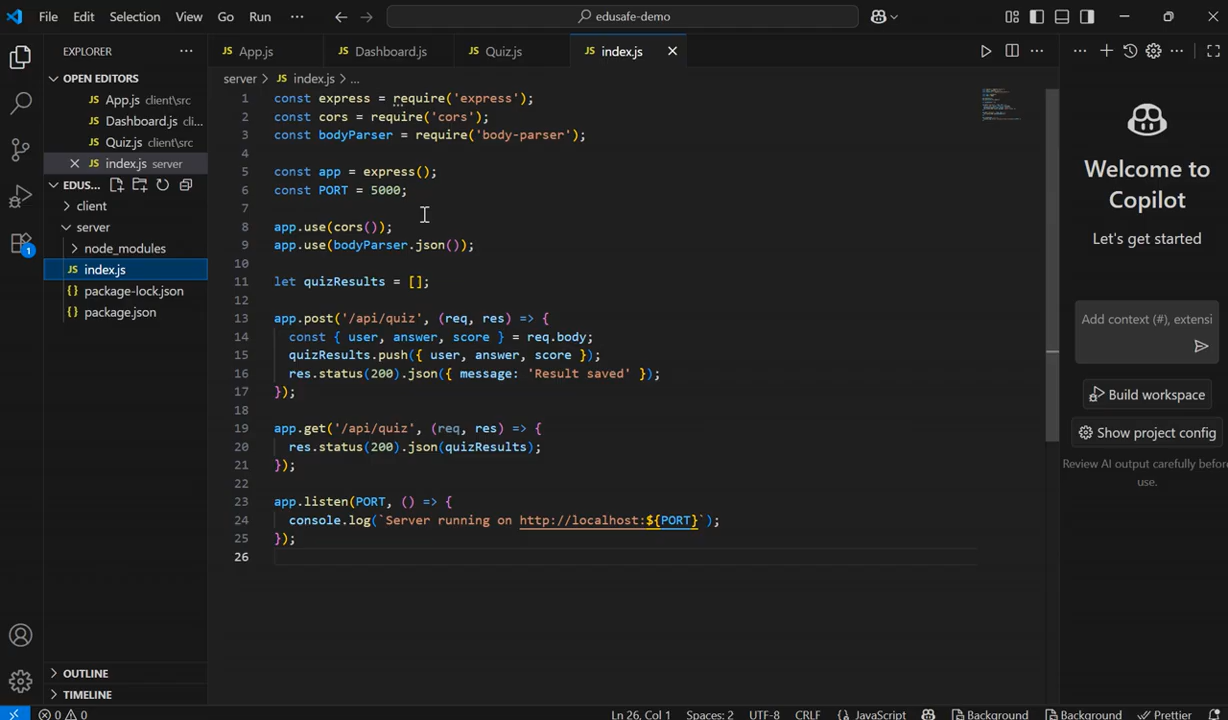 File Edit Selection View Go Run ··· edusafe-demo
EXPLORER ···
OPEN EDITORS
App.js client\src
Dashboard.js cli...
Quiz.js client\src
index.js server
EDUS...
client
server
node_modules
index.js
package-lock.json
package.json
OUTLINE
TIMELINE
1
App.js Dashboard.js Quiz.js index.js
server > index.js > ...
1 const express = require('express');
2 const cors = require('cors');
3 const bodyParser = require('body-parser');
4
5 const app = express();
6 const PORT = 5000;
7
8 app.use(cors());
9 app.use(bodyParser.json());
10
11 let quizResults = [];
12
13 app.post('/api/quiz', (req, res) => {
14 const { user, answer, score } = req.body;
15 quizResults.push({ user, answer, score });
16 res.status(200).json({ message: 'Result saved' });
17 });
18
19 app.get('/api/quiz', (req, res) => {
20 res.status(200).json(quizResults);
21 });
22
23 app.listen(PORT, () => {
24 console.log(`Server running on http://localhost:${PORT}`);
25 });
26
Welcome to
Copilot
Let's get started
Add context (#), extensi
Build workspace
Show project config
Review AI output carefully before
use.
0 0 Ln 26, Col 1 Spaces: 2 UTF-8 CRLF {} JavaScript Background Background Prettier